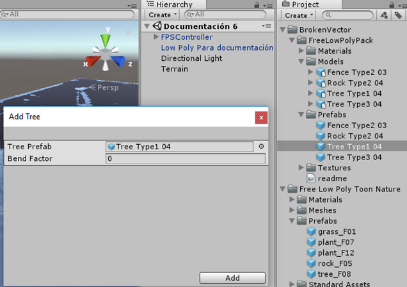 Hierarchy
Project
Create
All
Create
All
Documentación 6
FPSController
Low Poly Para documentación
Directional Light
Terrain
y
x
z
Persp
Add Tree
x
Tree Prefab
Tree Type1 04
Bend Factor
0
Add
BrokenVector
FreeLowPolyPack
Materials
Models
Fence Type2 03
Rock Type2 04
Tree Type1 04
Tree Type3 04
Prefabs
Fence Type2 03
Rock Type2 04
Tree Type1 04
Tree Type3 04
Textures
readme
Free Low Poly Toon Nature
Materials
Meshes
Prefabs
grass_F01
plant_F07
plant_F12
rock_F05
tree_F08
Standard Assets